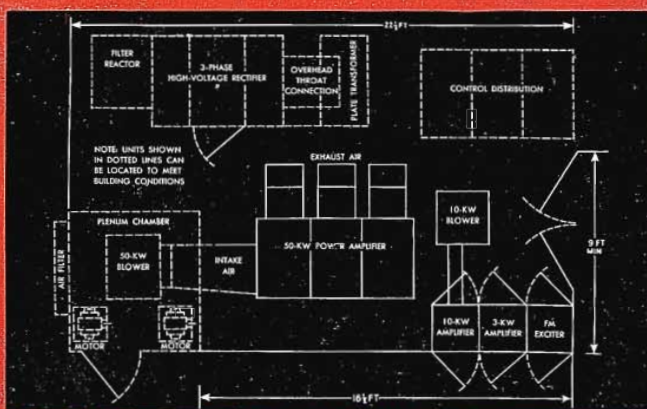 22½ FT
FILTER
REACTOR
3-PHASE
HIGH-VOLTAGE RECTIFIER
OVERHEAD
THROAT
CONNECTION
PLATE TRANSFORMER
CONTROL DISTRIBUTION
NOTE: UNITS SHOWN
IN DOTTED LINES CAN
BE LOCATED TO MEET
BUILDING CONDITIONS
EXHAUST AIR
PLENUM CHAMBER
AIR FILTER
50-KW
BLOWER
INTAKE
AIR
50-KW POWER AMPLIFIER
10-KW
BLOWER
9 FT
MIN
10-KW
AMPLIFIER
3-KW
AMPLIFIER
FM
EXCITER
MOTOR
MOTOR
16½ FT